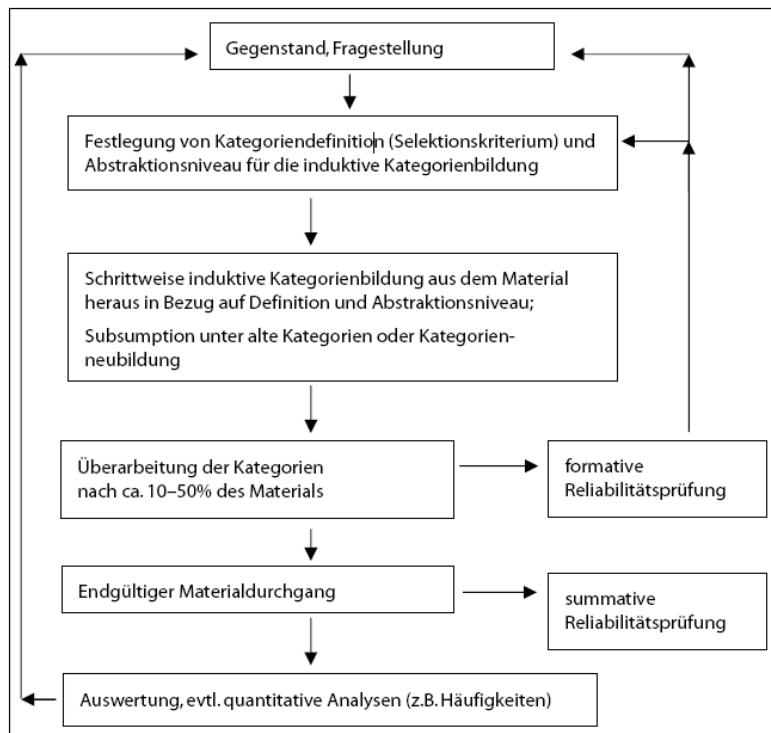 Gegenstand, Fragestellung
Festlegung von Kategoriendefinition (Selektionskriterium) und
Abstraktionsniveau für die induktive Kategorienbildung
Schrittweise induktive Kategorienbildung aus dem Material
heraus in Bezug auf Definition und Abstraktionsniveau;
Subsumption unter alte Kategorien oder Kategorien-
neubildung
Überarbeitung der Kategorien
nach ca. 10–50% des Materials
formative
Reliabilitätsprüfung
Endgültiger Materialdurchgang
summative
Reliabilitätsprüfung
Auswertung, evtl. quantitative Analysen (z.B. Häufigkeiten)